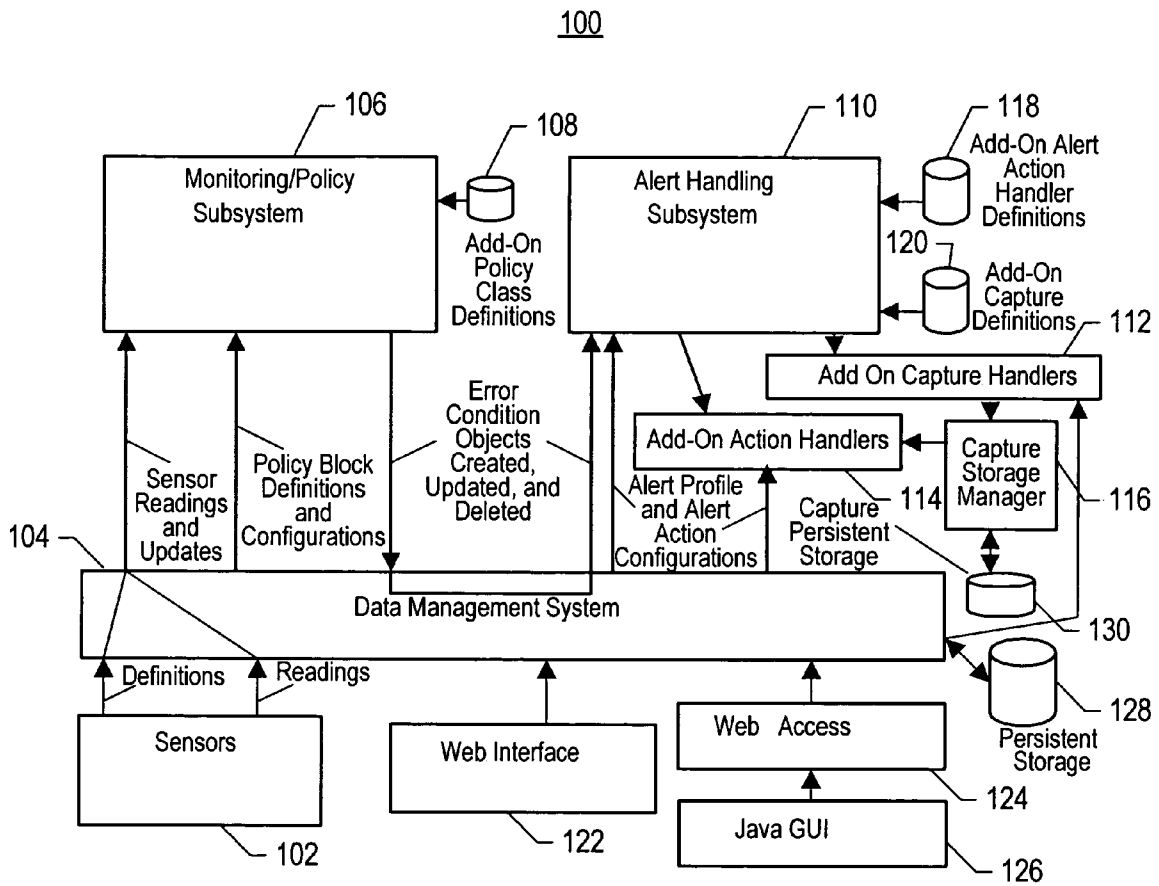 100
106
108
110
118
Monitoring/Policy
Subsystem
Add-On
Policy
Class
Definitions
Alert Handling
Subsystem
Add-On Alert
Action
Handler
Definitions
120
Add-On
Capture
Definitions
112
Add On Capture Handlers
Error
Condition
Objects
Created,
Updated, and
Deleted
Add-On Action Handlers
Capture
Storage
Manager
Sensor
Readings
and
Updates
Policy Block
Definitions
and
Configurations
Alert Profile
and Alert
Action
Configurations
114
116
Capture
Persistent
Storage
104
Data Management System
130
Definitions
Readings
128
Persistent
Storage
Sensors
Web Interface
Web Access
124
Java GUI
102
122
126